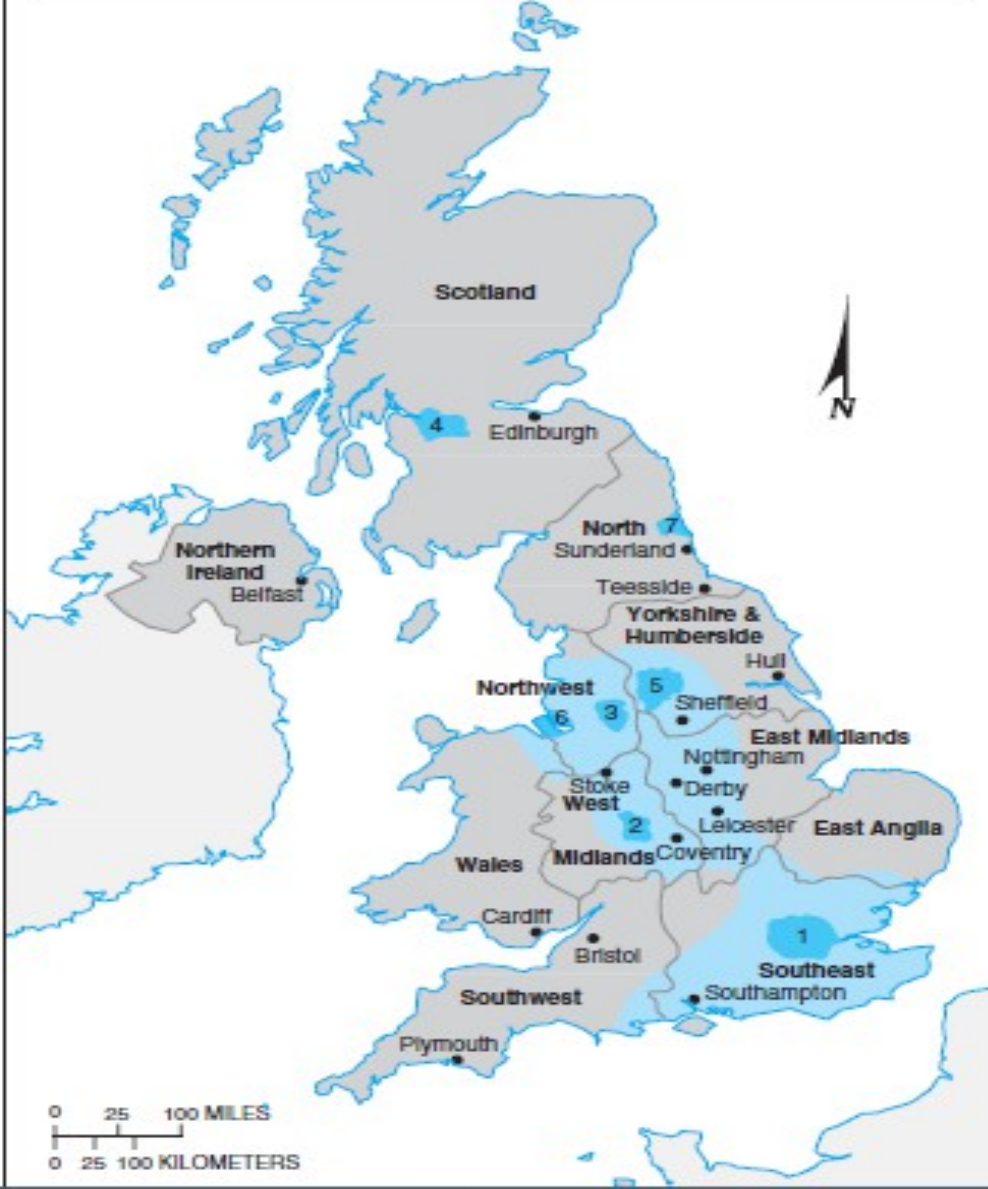 Scotland
4
Edinburgh
N
North
7
Sunderland
Northern
Ireland
Belfast
Teesside
Yorkshire &
Humberside
Hull
Northwest
5
6
3
Sheffield
East Midlands
Nottingham
Stoke
Derby
West
2
Leicester
East Anglia
Midlands
Coventry
Wales
Cardiff
1
Bristol
Southeast
Southwest
Southampton
Plymouth
0 25 100 MILES
0 25 100 KILOMETERS